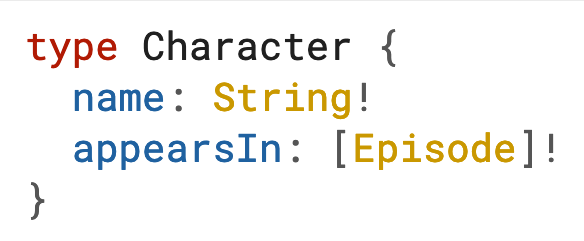 type Character {
  name: String!
  appearsIn: [Episode]!
}